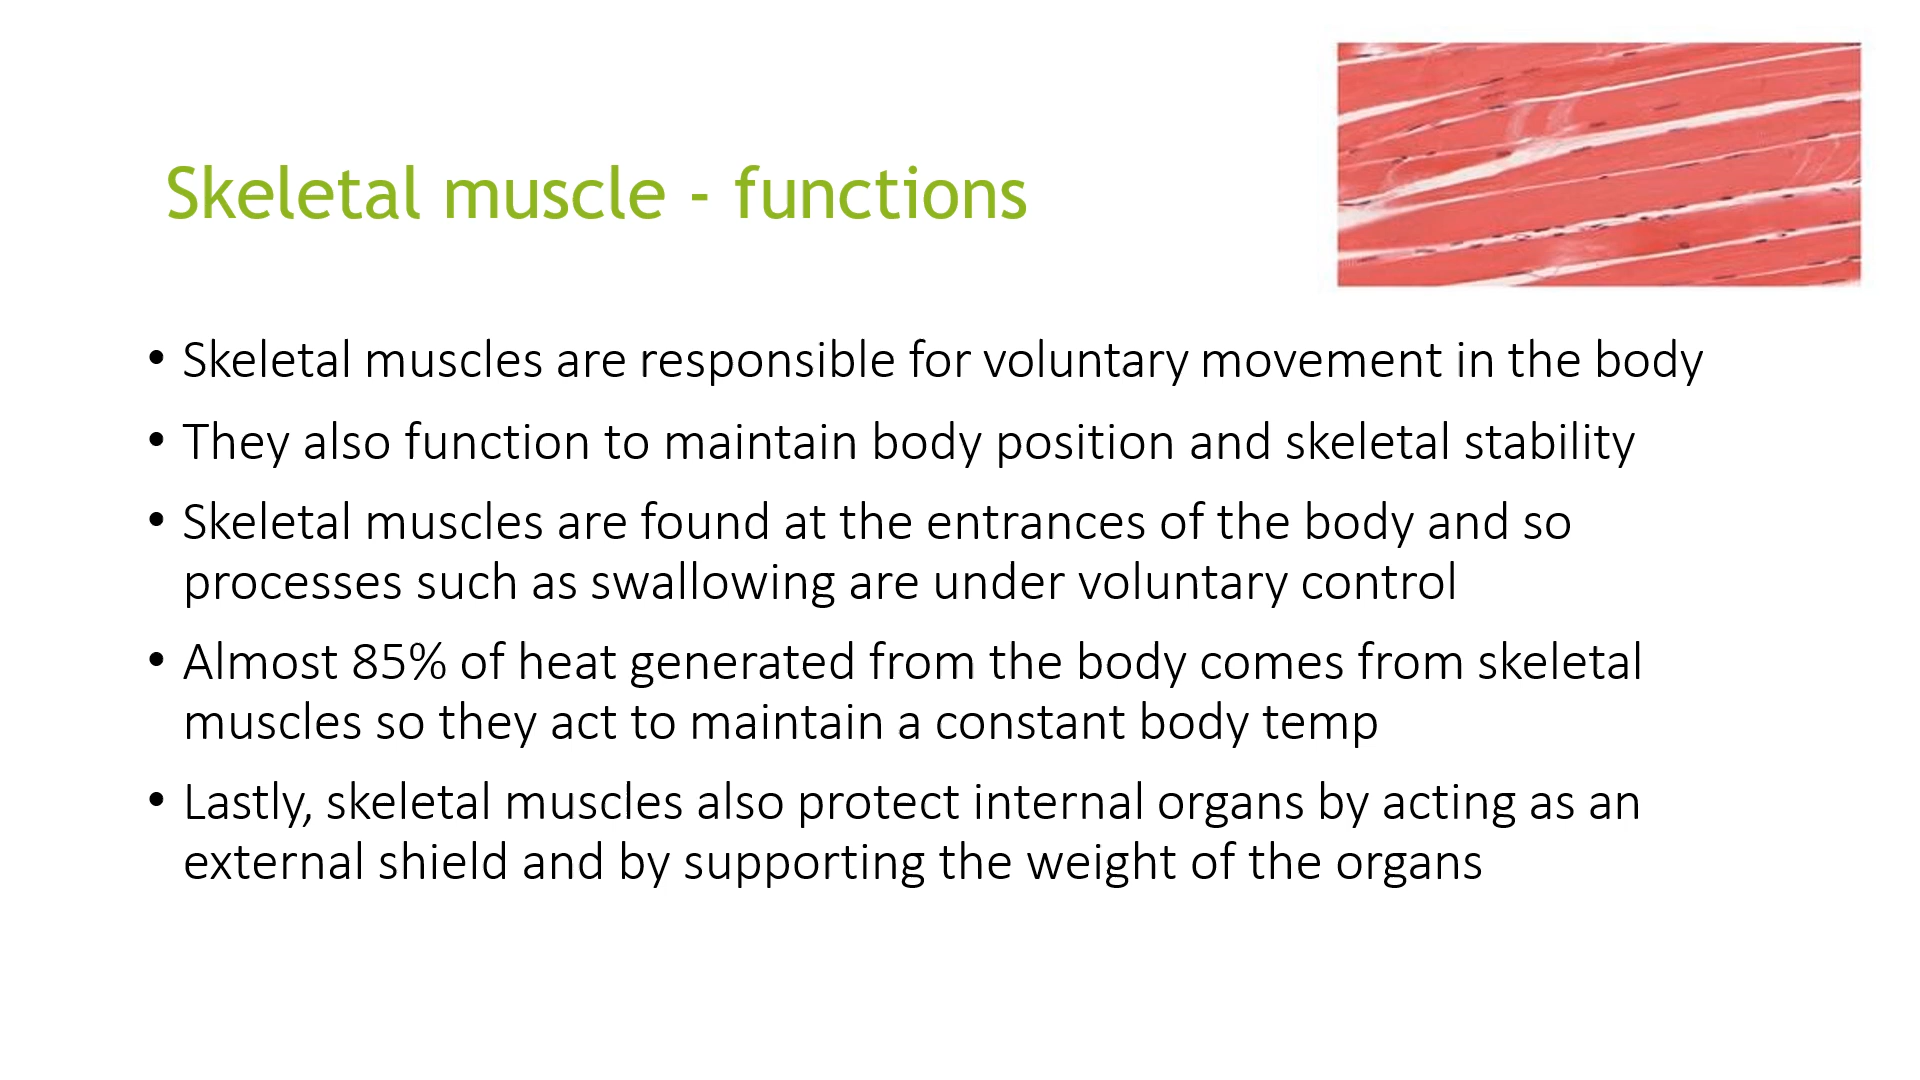 Skeletal muscle - functions
• Skeletal muscles are responsible for voluntary movement in the body
• They also function to maintain body position and skeletal stability
• Skeletal muscles are found at the entrances of the body and so
processes such as swallowing are under voluntary control
• Almost 85% of heat generated from the body comes from skeletal
muscles so they act to maintain a constant body temp
• Lastly, skeletal muscles also protect internal organs by acting as an
external shield and by supporting the weight of the organs